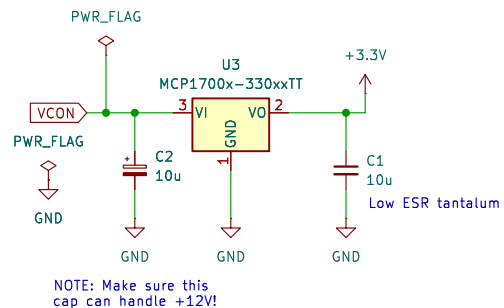 PWR_FLAG
U3
MCP1700x-330xxTT
+3.3V
VCON
3
VI
VO
2
GND
1
PWR_FLAG
C2
10u
C1
10u
Low ESR tantalum
GND
GND
GND
GND
NOTE: Make sure this
cap can handle +12V!